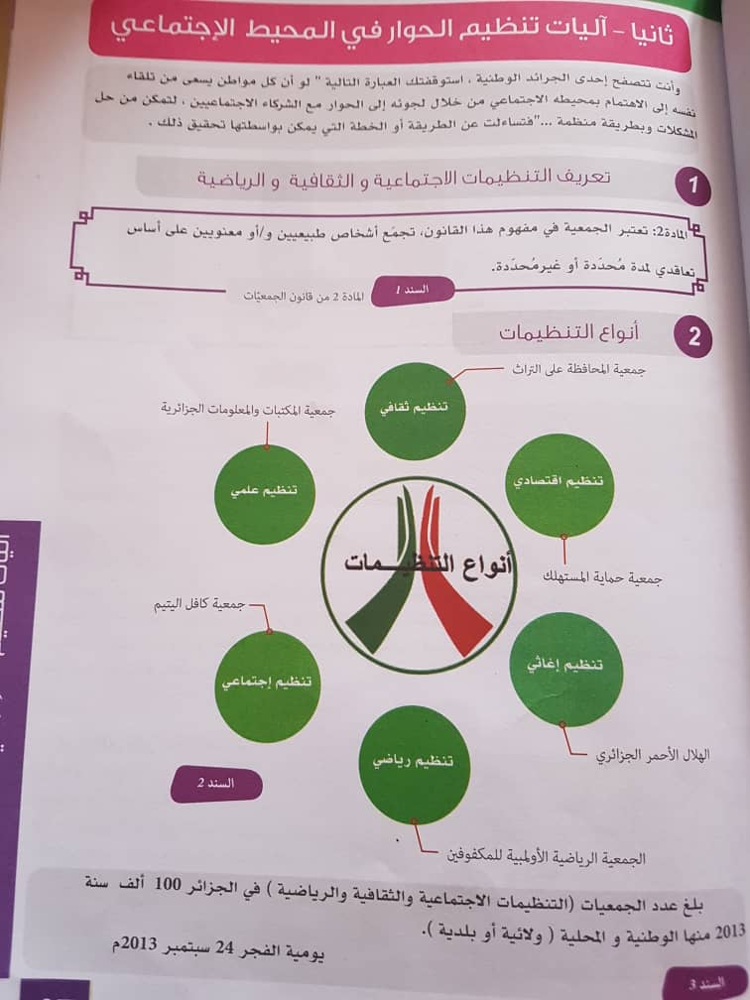 ثانيا - آليات تنظيم الحوار في المحيط الإجتماعي
وأنت تتصفح إحدى الجرائد الوطنية ، استوقفتك العبارة التالية " لو أن كل مواطن يسعى من تلقاء
نفسه إلى الاهتمام بمحيطه الاجتماعي من خلال لجوئه إلى الحوار مع الشركاء الاجتماعيين ، لتمكن من حل
المشكلات وبطريقة منظمة ..."فتساءلت عن الطريقة أو الخطة التي يمكن بواسطتها تحقيق ذلك .
1 تعريف التنظيمات الاجتماعية و الثقافية و الرياضية
المادة2: تعتبر الجمعية في مفهوم هذا القانون، تجمّع أشخاص طبيعيين و/أو معنويين على أساس
تعاقدي لمدة مُحدّدة أو غيرمُحدّدة.
السند 1
المادة 2 من قانون الجمعيّات
2 أنواع التنظيمات
جمعية المحافظة على التراث
تنظيم ثقافي
جمعية المكتبات والمعلومات الجزائرية
تنظيم علمي
تنظيم اقتصادي
جمعية حماية المستهلك
أنواع التنظيمات
جمعية كافل اليتيم
تنظيم إجتماعي
تنظيم إغاثي
الهلال الأحمر الجزائري
تنظيم رياضي
السند 2
الجمعية الرياضية الأولمبية للمكفوفين
بلغ عدد الجمعيات (التنظيمات الاجتماعية والثقافية والرياضية ) في الجزائر 100 ألف سنة
2013 منها الوطنية و المحلية ( ولائية أو بلدية ).
يومية الفجر 24 سبتمبر 2013م
السند 3